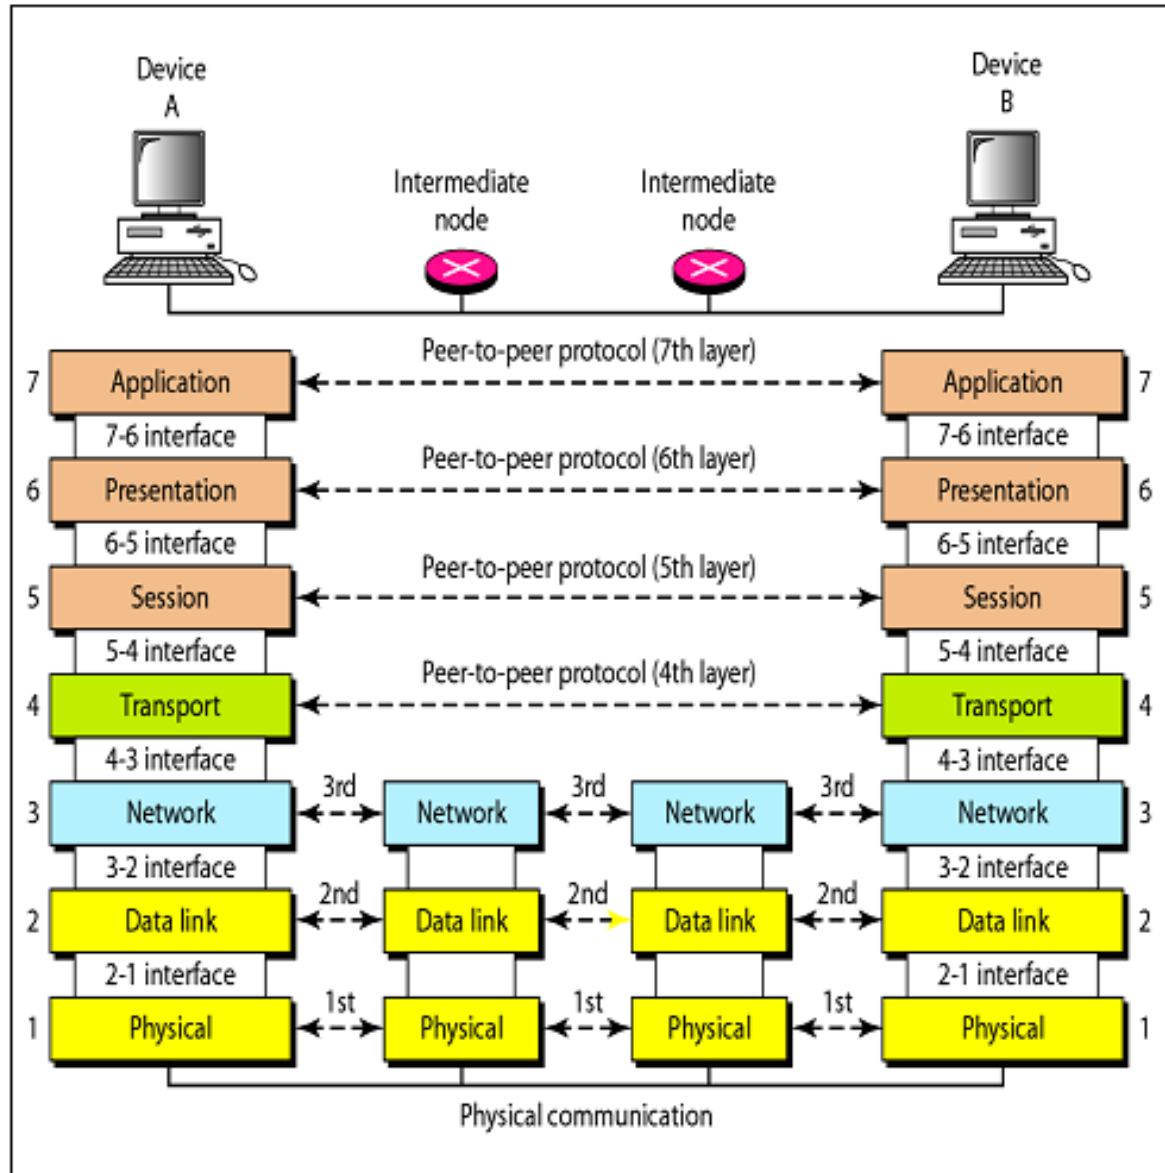 Device
A
Device
B
Intermediate
node
Intermediate
node
Peer-to-peer protocol (7th layer)
7 Application Application 7
7-6 interface 7-6 interface
Peer-to-peer protocol (6th layer)
6 Presentation Presentation 6
6-5 interface 6-5 interface
Peer-to-peer protocol (5th layer)
5 Session Session 5
5-4 interface 5-4 interface
Peer-to-peer protocol (4th layer)
4 Transport Transport 4
4-3 interface 4-3 interface
3rd 3rd 3rd
3 Network Network Network Network 3
3-2 interface 3-2 interface
2nd 2nd 2nd
2 Data link Data link Data link Data link 2
2-1 interface 2-1 interface
1st 1st 1st
1 Physical Physical Physical Physical 1
Physical communication